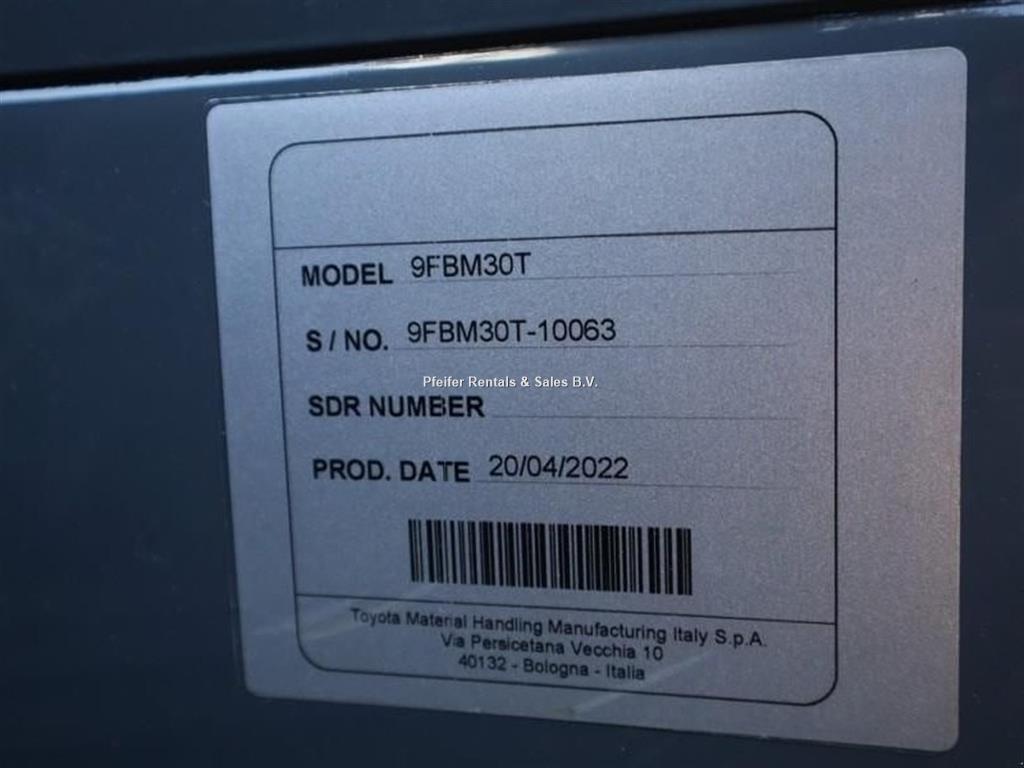 MODEL 9FBM30T
S / NO. 9FBM30T-10063
Pfeifer Rentals & Sales B.V.
SDR NUMBER
PROD. DATE 20/04/2022
Toyota Material Handling Manufacturing Italy S.p.A.
Via Persicetana Vecchia 10
40132 - Bologna - Italia